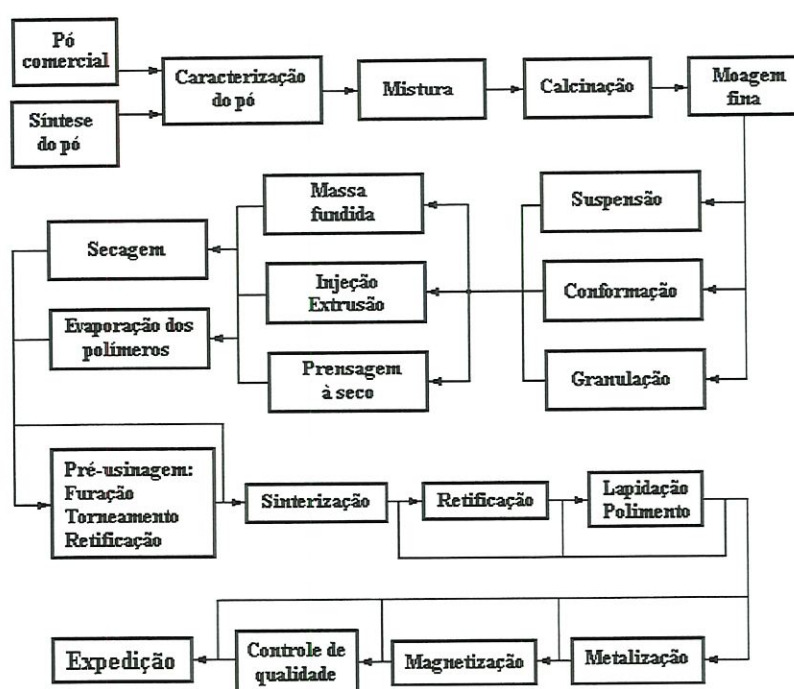 Pó
comercial
Síntese
do pó
Caracterização
do pó
Mistura
Calcinação
Moagem
fina
Massa
fundida
Suspensão
Secagem
Injeção
Extrusão
Conformação
Evaporação dos
polímeros
Prensagem
à seco
Granulação
Pré-usinagem:
Furação
Torneamento
Retificação
Sinterização
Retificação
Lapidação
Polimento
Expedição
Controle de
qualidade
Magnetização
Metalização